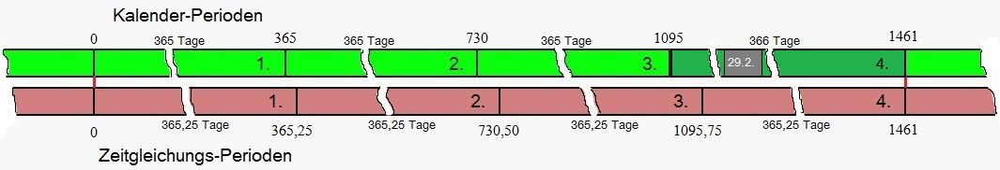 Kalender-Perioden
0 365 Tage 365 365 Tage 730 365 Tage 1095 366 Tage 1461
1. 2. 3. 29.2. 4.
1. 2. 3. 4.
0 365,25 Tage 365,25 365,25 Tage 730,50 365,25 Tage 1095,75 365,25 Tage 1461
Zeitgleichungs-Perioden